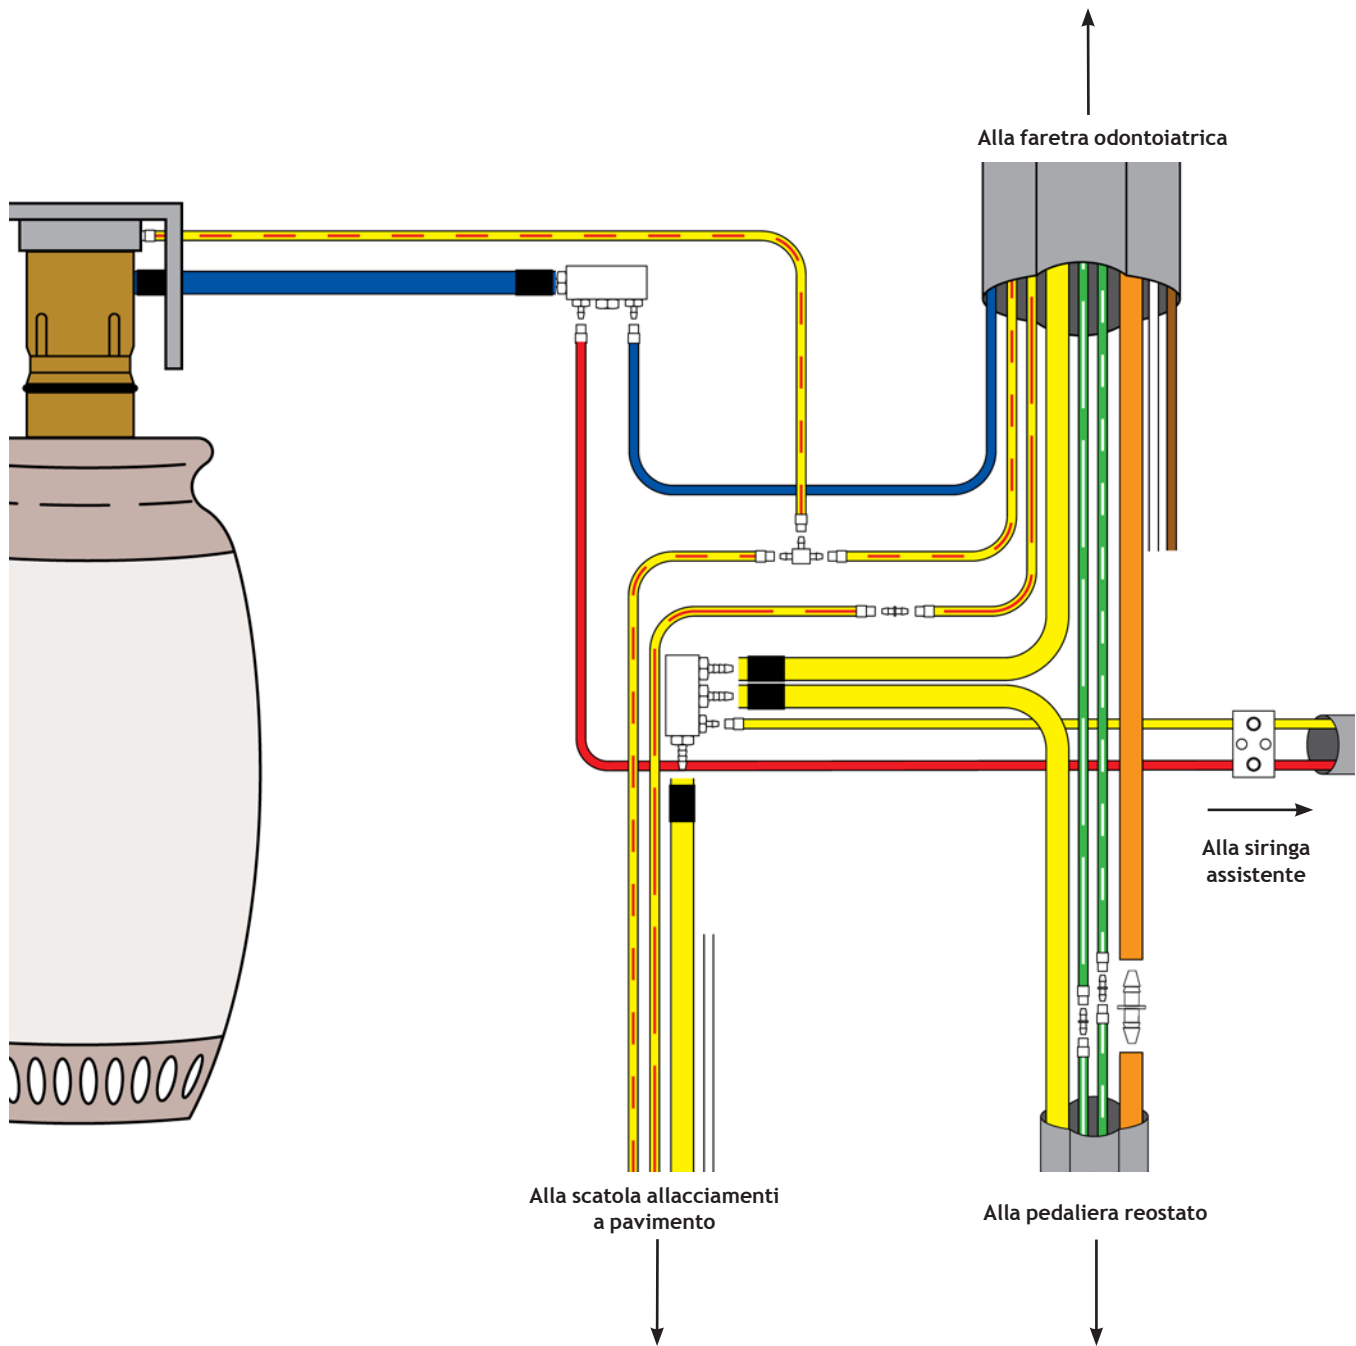 Alla faretra odontoiatrica
Alla siringa
assistente
Alla scatola allacciamenti
a pavimento
Alla pedaliera reostato